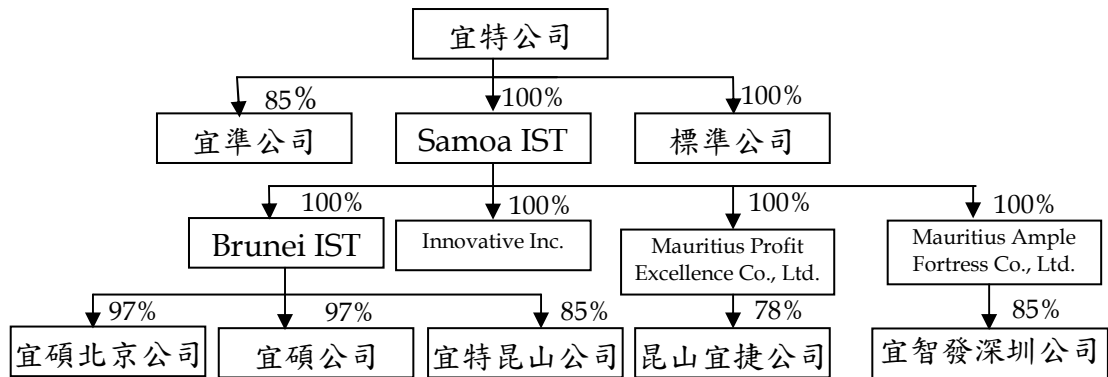 宜特公司
85%
100%
100%
宜準公司
Samoa IST
標準公司
100%
100%
100%
100%
Brunei IST
Innovative Inc.
Mauritius Profit
Excellence Co., Ltd.
Mauritius Ample
Fortress Co., Ltd.
97%
97%
85%
78%
85%
宜碩北京公司
宜碩公司
宜特昆山公司
昆山宜捷公司
宜智發深圳公司